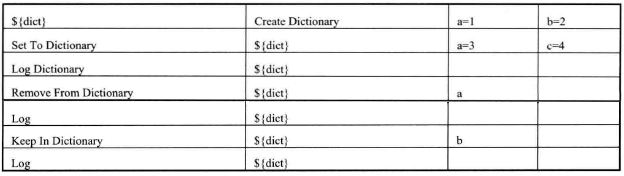 ${dict} Create Dictionary a=1 b=2
Set To Dictionary ${dict} a=3 c=4
Log Dictionary ${dict}
Remove From Dictionary ${dict} a
Log ${dict}
Keep In Dictionary ${dict} b
Log ${dict}